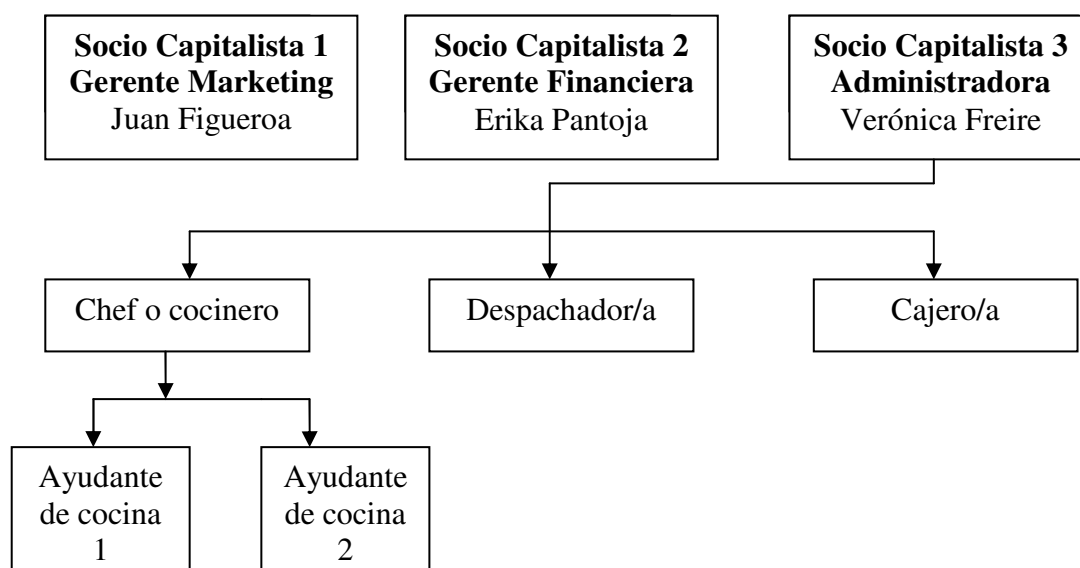 Socio Capitalista 1
Gerente Marketing
Juan Figueroa
Socio Capitalista 2
Gerente Financiera
Erika Pantoja
Socio Capitalista 3
Administradora
Verónica Freire
Chef o cocinero
Despachador/a
Cajero/a
Ayudante
de cocina
1
Ayudante
de cocina
2